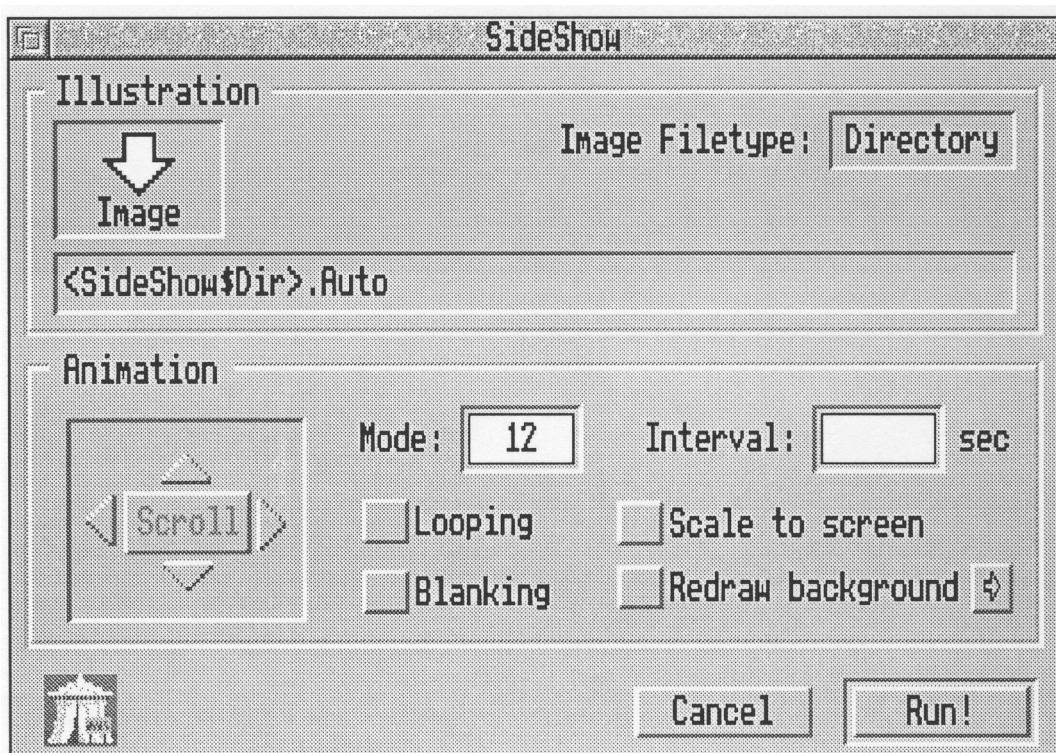 SideShow
Illustration
Image Filetype: Directory
Image
<SideShow$Dir>.Auto
Animation
Mode: 12 Interval: sec
Scroll
Looping Scale to screen
Blanking Redraw background
Cancel Run!